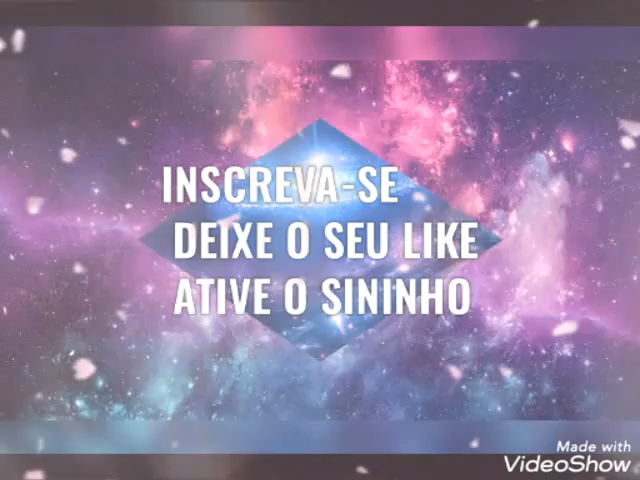 INSCREVA-SE
DEIXE O SEU LIKE
ATIVE O SININHO
Made with
VideoShow